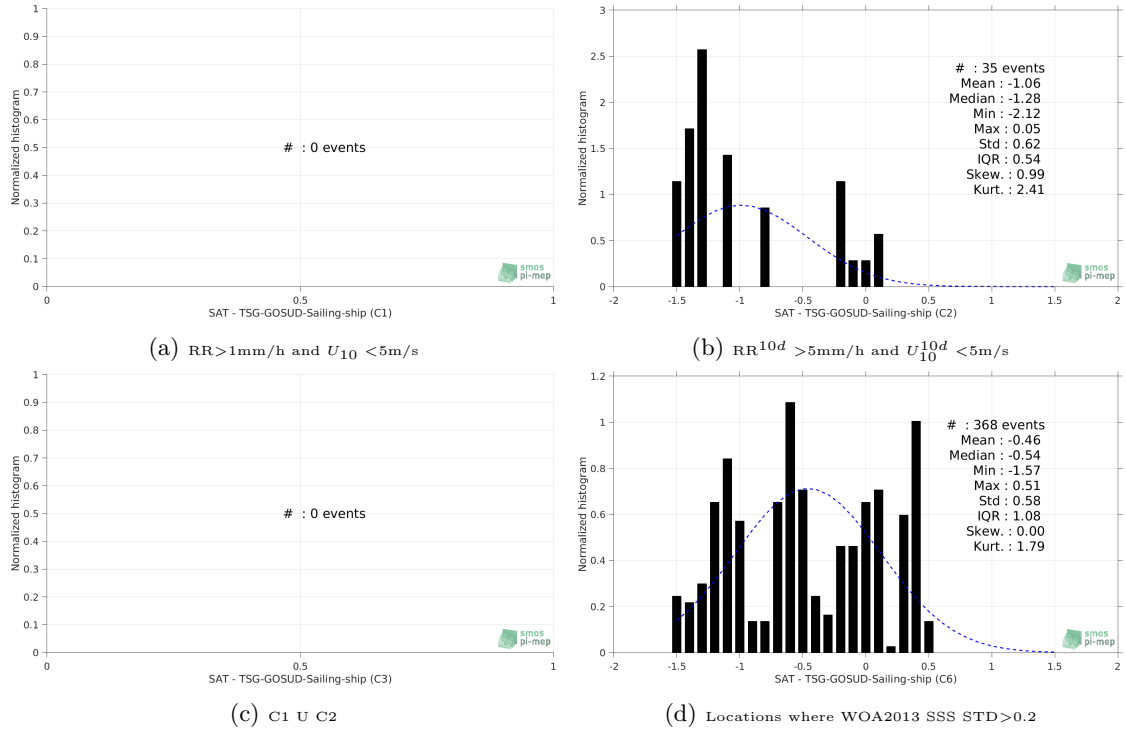 1
0.9
0.8
0.7
0.6
0.5
0.4
0.3
0.2
0.1
0
Normalized histogram
# : 0 events
0
0.5
1
SAT - TSG-GOSUD-Sailing-ship (C1)
smos
pi-mep
(a) RR>1mm/h and U10 <5m/s
3
2.5
2
1.5
1
0.5
0
Normalized histogram
# : 35 events
Mean : -1.06
Median : -1.28
Min : -2.12
Max : 0.05
Std : 0.62
IQR : 0.54
Skew. : 0.99
Kurt. : 2.41
-2
-1.5
-1
-0.5
0
0.5
1
1.5
2
SAT - TSG-GOSUD-Sailing-ship (C2)
smos
pi-mep
(b) RR^10d >5mm/h and U10^10d <5m/s
1
0.9
0.8
0.7
0.6
0.5
0.4
0.3
0.2
0.1
0
Normalized histogram
# : 0 events
0
0.5
1
SAT - TSG-GOSUD-Sailing-ship (C3)
smos
pi-mep
(c) C1 U C2
1.2
1
0.8
0.6
0.4
0.2
0
Normalized histogram
# : 368 events
Mean : -0.46
Median : -0.54
Min : -1.57
Max : 0.51
Std : 0.58
IQR : 1.08
Skew. : 0.00
Kurt. : 1.79
-2
-1.5
-1
-0.5
0
0.5
1
1.5
2
SAT - TSG-GOSUD-Sailing-ship (C6)
smos
pi-mep
(d) Locations where WOA2013 SSS STD>0.2